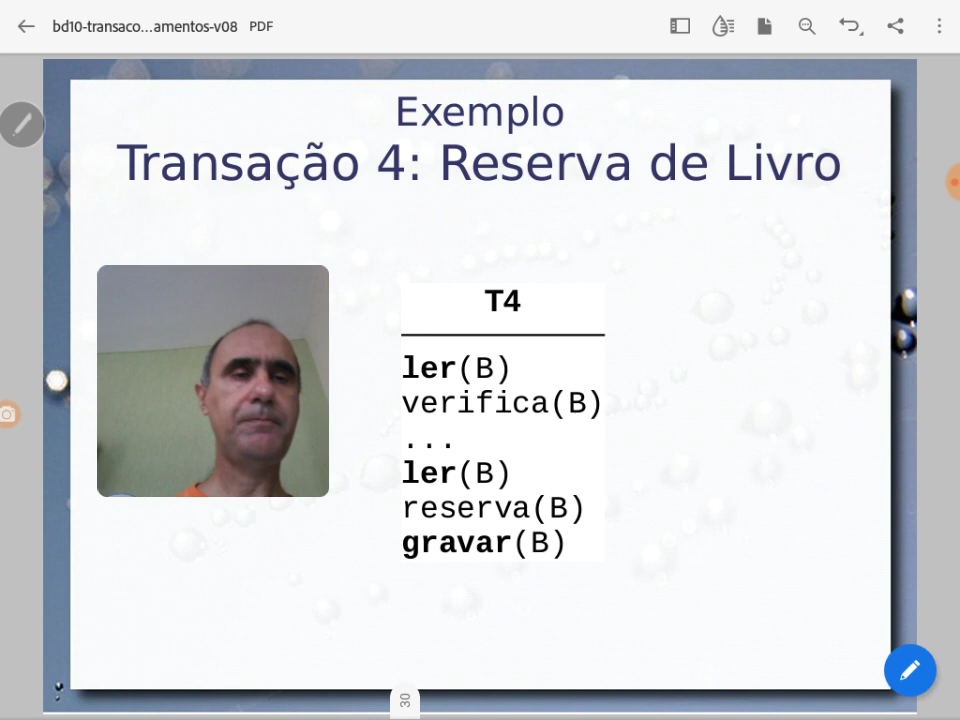 bd10-transaco...amentos-v08 PDF
Exemplo
Transação 4: Reserva de Livro
T4
ler(B)
verifica(B)
...
ler(B)
reserva(B)
gravar(B)
30